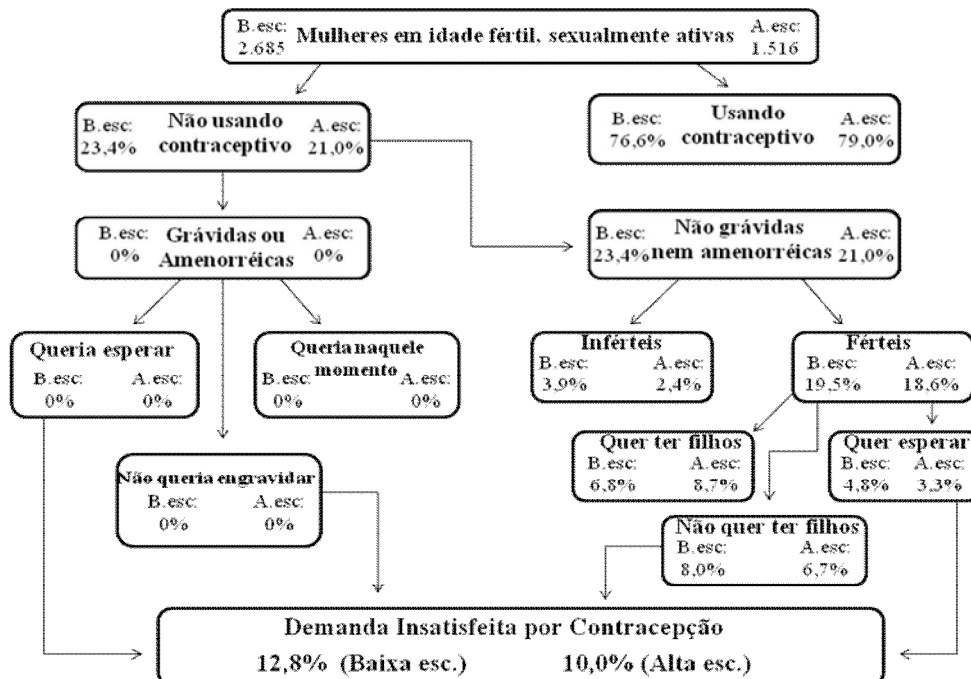 B.esc: Mulheres em idade fértil, sexualmente ativas A.esc:
2.685 1.516
B.esc: Não usando A.esc:
23,4% contraceptivo 21,0%
B.esc: Usando A.esc:
76,6% contraceptivo 79,0%
B.esc: Grávidas ou A.esc:
0% Amenorréicas 0%
B.esc: Não grávidas A.esc:
23,4% nem amenorréicas 21,0%
Queria esperar
B.esc: A.esc:
0% 0%
Queria naquele
B.esc: momento A.esc:
0% 0%
Inférteis
B.esc: A.esc:
3,9% 2,4%
Férteis
B.esc: A.esc:
19,5% 18,6%
Não queria engravidar
B.esc: A.esc:
0% 0%
Quer ter filhos
B.esc: A.esc:
6,8% 8,7%
Quer esperar
B.esc: A.esc:
4,8% 3,3%
Não quer ter filhos
B.esc: A.esc:
8,0% 6,7%
Demanda Insatisfeita por Contracepção
12,8% (Baixa esc.) 10,0% (Alta esc.)